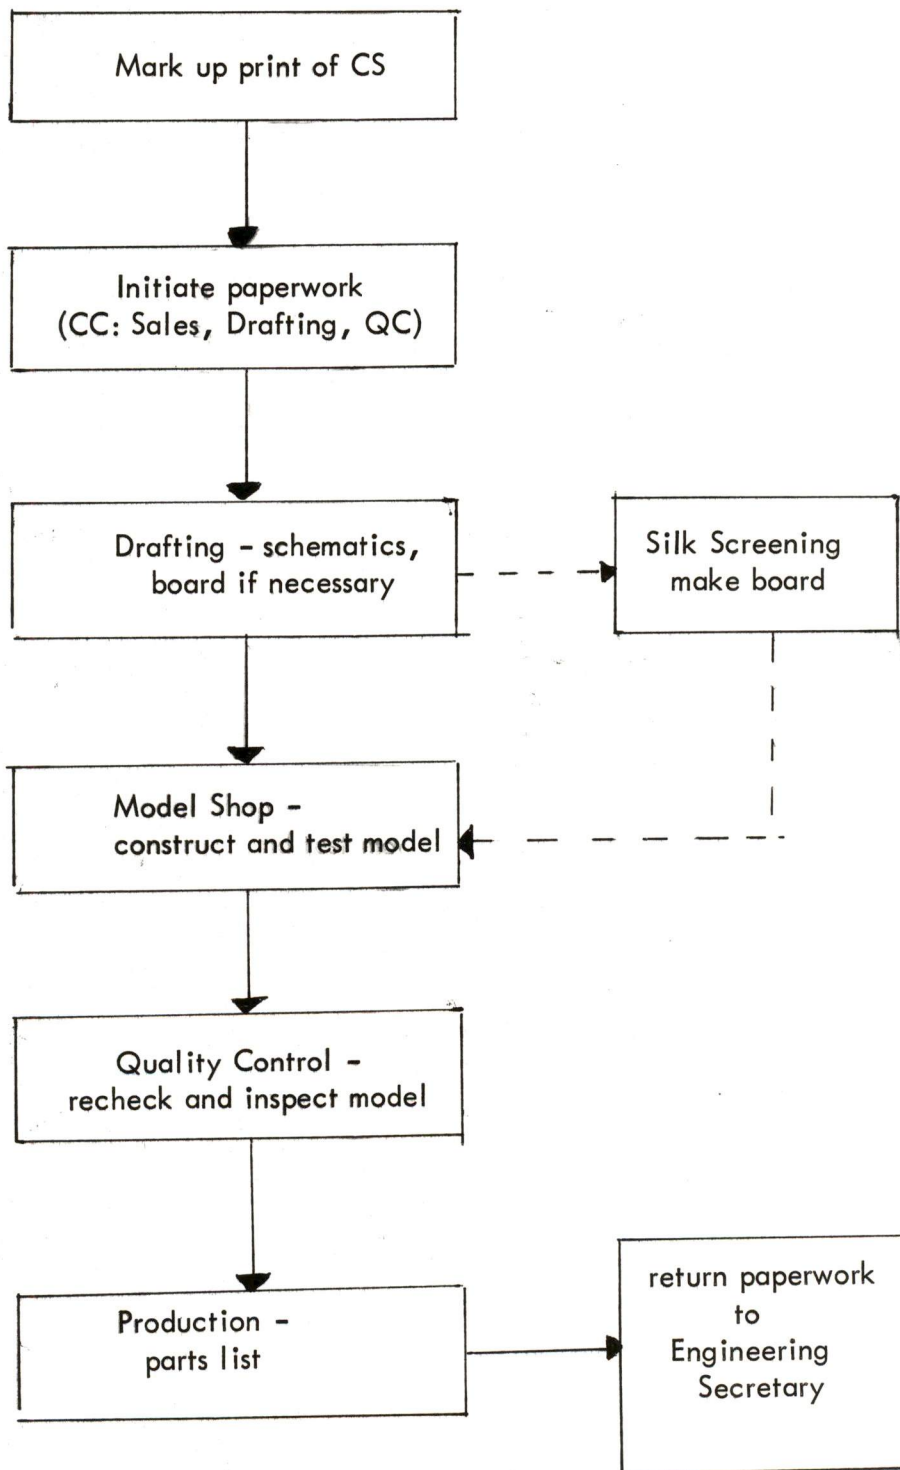 Mark up print of CS
Initiate paperwork
(CC: Sales, Drafting, QC)
Drafting - schematics,
board if necessary
Silk Screening
make board
Model Shop -
construct and test model
Quality Control -
recheck and inspect model
Production -
parts list
return paperwork
to
Engineering
Secretary